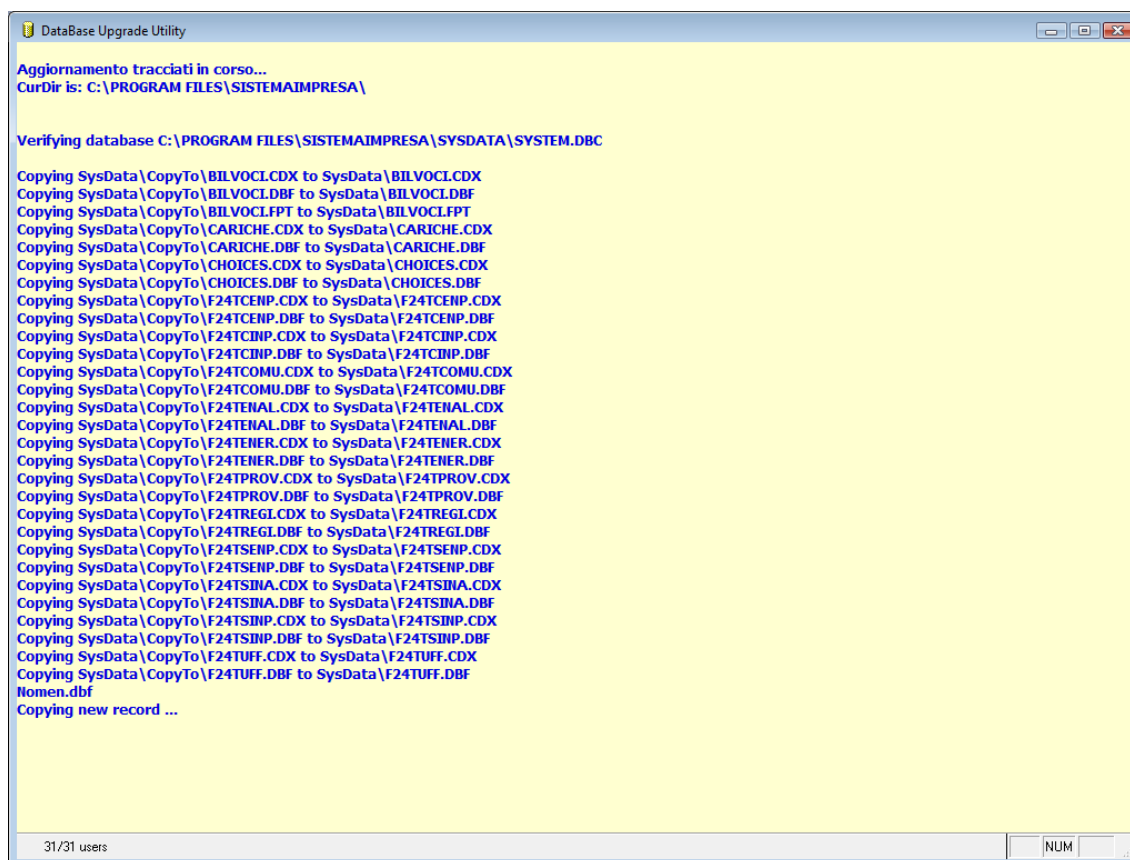 DataBase Upgrade Utility
Aggiornamento tracciati in corso...
CurDir is: C:\PROGRAM FILES\SISTEMAIMPRESA\
Verifying database C:\PROGRAM FILES\SISTEMAIMPRESA\SYSDATA\SYSTEM.DBC
Copying SysData\CopyTo\BILVOCI.CDX to SysData\BILVOCI.CDX
Copying SysData\CopyTo\BILVOCI.DBF to SysData\BILVOCI.DBF
Copying SysData\CopyTo\BILVOCI.FPT to SysData\BILVOCI.FPT
Copying SysData\CopyTo\CARICHE.CDX to SysData\CARICHE.CDX
Copying SysData\CopyTo\CARICHE.DBF to SysData\CARICHE.DBF
Copying SysData\CopyTo\CHOICES.CDX to SysData\CHOICES.CDX
Copying SysData\CopyTo\CHOICES.DBF to SysData\CHOICES.DBF
Copying SysData\CopyTo\F24TCENP.CDX to SysData\F24TCENP.CDX
Copying SysData\CopyTo\F24TCENP.DBF to SysData\F24TCENP.DBF
Copying SysData\CopyTo\F24TCINP.CDX to SysData\F24TCINP.CDX
Copying SysData\CopyTo\F24TCINP.DBF to SysData\F24TCINP.DBF
Copying SysData\CopyTo\F24TCOMU.CDX to SysData\F24TCOMU.CDX
Copying SysData\CopyTo\F24TCOMU.DBF to SysData\F24TCOMU.DBF
Copying SysData\CopyTo\F24TENAL.CDX to SysData\F24TENAL.CDX
Copying SysData\CopyTo\F24TENAL.DBF to SysData\F24TENAL.DBF
Copying SysData\CopyTo\F24TENER.CDX to SysData\F24TENER.CDX
Copying SysData\CopyTo\F24TENER.DBF to SysData\F24TENER.DBF
Copying SysData\CopyTo\F24TPROV.CDX to SysData\F24TPROV.CDX
Copying SysData\CopyTo\F24TPROV.DBF to SysData\F24TPROV.DBF
Copying SysData\CopyTo\F24TREGI.CDX to SysData\F24TREGI.CDX
Copying SysData\CopyTo\F24TREGI.DBF to SysData\F24TREGI.DBF
Copying SysData\CopyTo\F24TSENP.CDX to SysData\F24TSENP.CDX
Copying SysData\CopyTo\F24TSENP.DBF to SysData\F24TSENP.DBF
Copying SysData\CopyTo\F24TSINA.CDX to SysData\F24TSINA.CDX
Copying SysData\CopyTo\F24TSINA.DBF to SysData\F24TSINA.DBF
Copying SysData\CopyTo\F24TSINP.CDX to SysData\F24TSINP.CDX
Copying SysData\CopyTo\F24TSINP.DBF to SysData\F24TSINP.DBF
Copying SysData\CopyTo\F24TUFF.CDX to SysData\F24TUFF.CDX
Copying SysData\CopyTo\F24TUFF.DBF to SysData\F24TUFF.DBF
Nomen.dbf
Copying new record ...
31/31 users
NUM